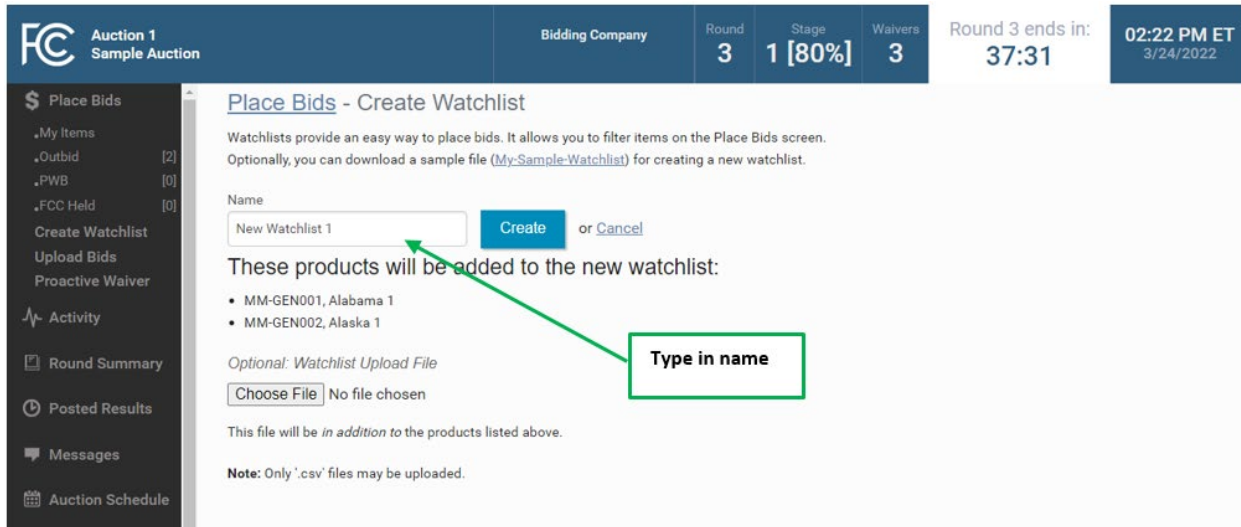 FCC Auction 1
Sample Auction
Bidding Company
Round
3
Stage
1 [80%]
Waivers
3
Round 3 ends in:
37:31
02:22 PM ET
3/24/2022
$ Place Bids
My Items
Outbid [2]
PWB [0]
FCC Held [0]
Create Watchlist
Upload Bids
Proactive Waiver
Activity
Round Summary
Posted Results
Messages
Auction Schedule
Place Bids - Create Watchlist
Watchlists provide an easy way to place bids. It allows you to filter items on the Place Bids screen.
Optionally, you can download a sample file (My-Sample-Watchlist) for creating a new watchlist.
Name
New Watchlist 1
Create or Cancel
These products will be added to the new watchlist:
• MM-GEN001, Alabama 1
• MM-GEN002, Alaska 1
Type in name
Optional: Watchlist Upload File
Choose File No file chosen
This file will be in addition to the products listed above.
Note: Only '.csv' files may be uploaded.